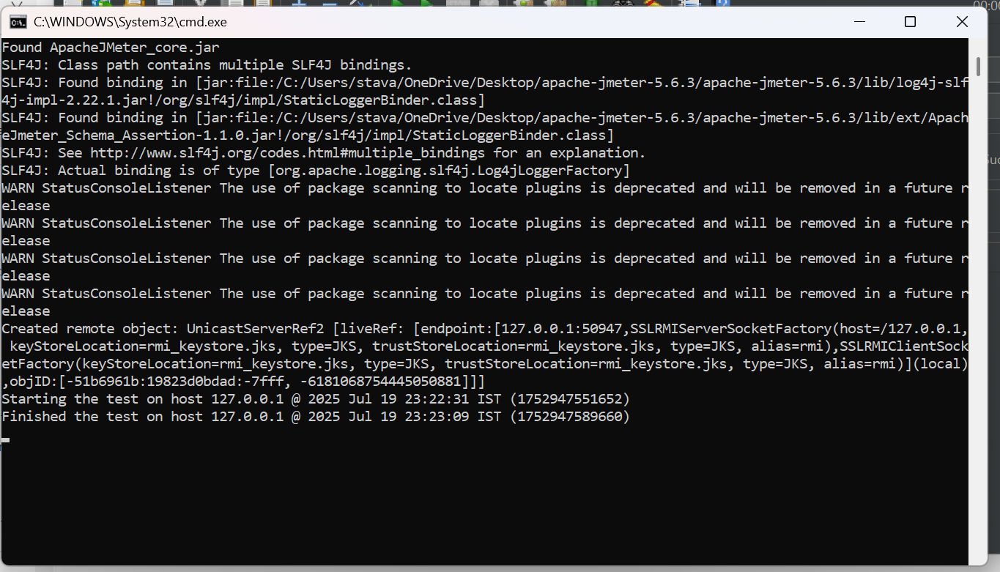 00:00
C:\WINDOWS\System32\cmd.exe
Found ApacheJMeter_core.jar
SLF4J: Class path contains multiple SLF4J bindings.
SLF4J: Found binding in [jar:file:/C:/Users/stava/OneDrive/Desktop/apache-jmeter-5.6.3/apache-jmeter-5.6.3/lib/log4j-slf
4j-impl-2.22.1.jar!/org/slf4j/impl/StaticLoggerBinder.class]
SLF4J: Found binding in [jar:file:/C:/Users/stava/OneDrive/Desktop/apache-jmeter-5.6.3/apache-jmeter-5.6.3/lib/ext/Apach
eJmeter_Schema_Assertion-1.1.0.jar!/org/slf4j/impl/StaticLoggerBinder.class]
SLF4J: See http://www.slf4j.org/codes.html#multiple_bindings for an explanation.
SLF4J: Actual binding is of type [org.apache.logging.slf4j.Log4jLoggerFactory]
WARN StatusConsoleListener The use of package scanning to locate plugins is deprecated and will be removed in a future r
elease
WARN StatusConsoleListener The use of package scanning to locate plugins is deprecated and will be removed in a future r
elease
WARN StatusConsoleListener The use of package scanning to locate plugins is deprecated and will be removed in a future r
elease
WARN StatusConsoleListener The use of package scanning to locate plugins is deprecated and will be removed in a future r
elease
Created remote object: UnicastServerRef2 [liveRef: [endpoint:[127.0.0.1:50947,SSLRMIServerSocketFactory(host=/127.0.0.1,
 keyStoreLocation=rmi_keystore.jks, type=JKS, trustStoreLocation=rmi_keystore.jks, type=JKS, alias=rmi),SSLRMIClientSock
etFactory(keyStoreLocation=rmi_keystore.jks, type=JKS, trustStoreLocation=rmi_keystore.jks, type=JKS, alias=rmi)](local)
,objID:[-51b6961b:19823d0bdad:-7fff, -6181068754445050881]]]
Starting the test on host 127.0.0.1 @ 2025 Jul 19 23:22:31 IST (1752947551652)
Finished the test on host 127.0.0.1 @ 2025 Jul 19 23:23:09 IST (1752947589660)